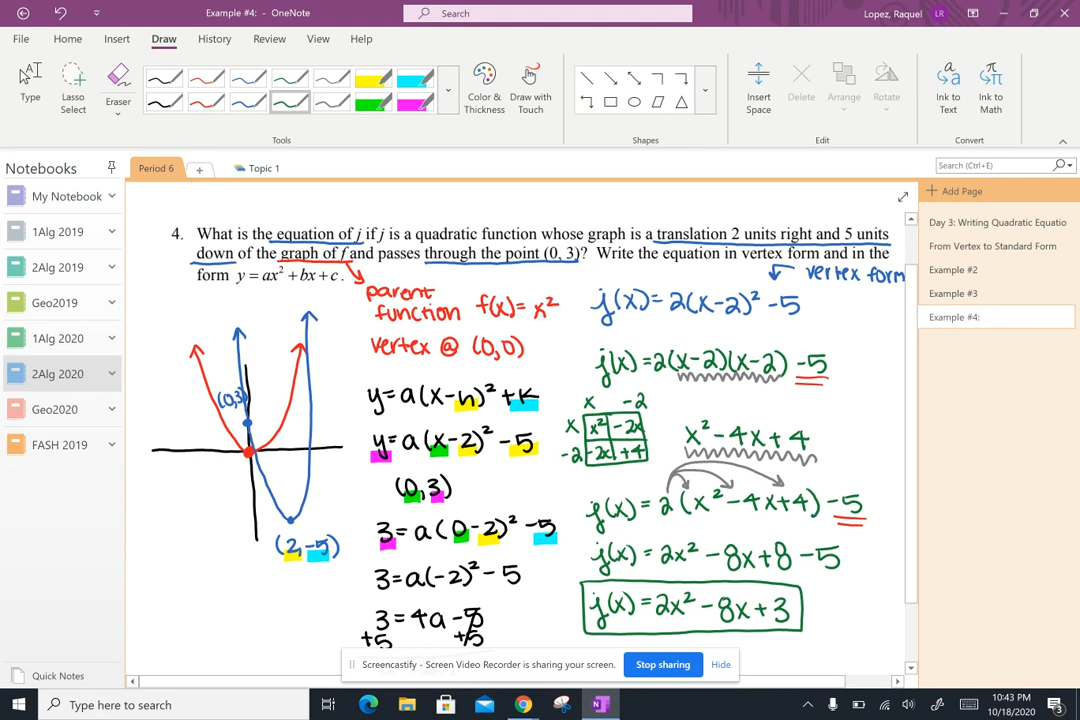 Example #4: - OneNote
Search
Lopez, Raquel
LR
File
Home
Insert
Draw
History
Review
View
Help
Type
Lasso Select
Eraser
Color & Thickness
Draw with Touch
Insert Space
Delete
Arrange
Rotate
Ink to Text
Ink to Math
Tools
Shapes
Edit
Convert
Notebooks
My Notebook
1Alg 2019
2Alg 2019
Geo2019
1Alg 2020
2Alg 2020
Geo2020
FASH 2019
Quick Notes
Period 6
+
Topic 1
Search (Ctrl+E)
Add Page
Day 3: Writing Quadratic Equatio
From Vertex to Standard Form
Example #2
Example #3
Example #4:
4. What is the equation of j if j is a quadratic function whose graph is a translation 2 units right and 5 units
down of the graph of f and passes through the point (0, 3)? Write the equation in vertex form and in the
form y = ax² + bx + c.
vertex form
parent
function f(x) = x²
vertex @ (0,0)
(0,3)
(2,-5)
y = a(x-h)² + k
y = a(x-2)² - 5
(0,3)
3 = a(0-2)² - 5
3 = a(-2)² - 5
3 = 4a - 5
+5 +5
j(x) = 2(x-2)² - 5
j(x) = 2(x-2)(x-2) - 5
x -2
x x² -2x
-2 -2x +4
x² - 4x + 4
j(x) = 2(x² - 4x + 4) - 5
j(x) = 2x² - 8x + 8 - 5
j(x) = 2x² - 8x + 3
Screencastify - Screen Video Recorder is sharing your screen.
Stop sharing
Hide
Type here to search
10:43 PM
10/18/2020
3